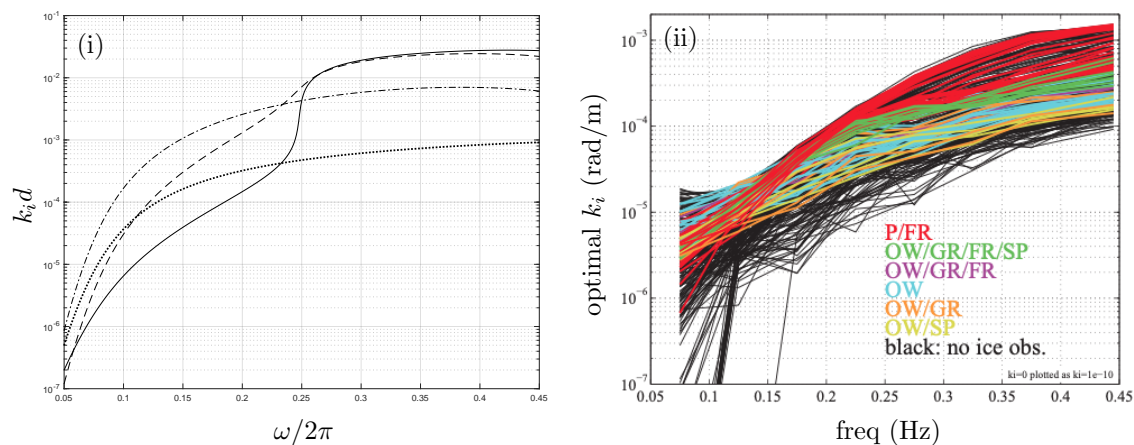 (i)
10^-1
10^-2
10^-3
10^-4
10^-5
10^-6
10^-7
k_i d
0.05 0.1 0.15 0.2 0.25 0.3 0.35 0.4 0.45
ω/2π
(ii)
10^-3
10^-4
10^-5
10^-6
10^-7
optimal k_i (rad/m)
P/FR
OW/GR/FR/SP
OW/GR/FR
OW
OW/GR
OW/SP
black: no ice obs.
ki=0 plotted as ki=1e-10
0.05 0.1 0.15 0.2 0.25 0.3 0.35 0.4 0.45
freq (Hz)